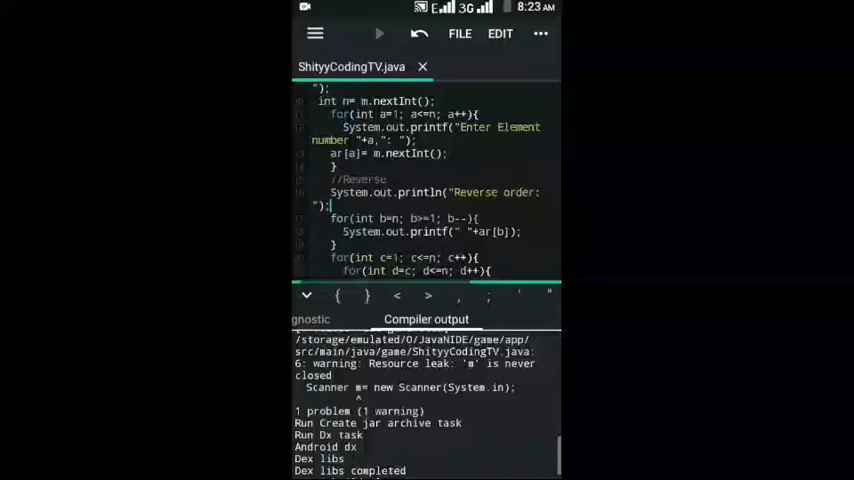 E 3G 8:23 AM
FILE EDIT
ShityyCodingTV.java
");
int n= m.nextInt();
for(int a=1; a<=n; a++){
System.out.printf("Enter Element
number "+a,": ");
ar[a]= m.nextInt();
}
//Reverse
System.out.println("Reverse order:
");
for(int b=n; b>=1; b--){
System.out.printf(" "+ar[b]);
}
for(int c=1; c<=n; c++){
for(int d=c; d<=n; d++){
{ } < > , ; ' "
gnostic Compiler output
/storage/emulated/0/JavaNIDE/game/app/
src/main/java/game/ShityyCodingTV.java:
6: warning: Resource leak: 'm' is never
closed
Scanner m= new Scanner(System.in);
^
1 problem (1 warning)
Run Create jar archive task
Run Dx task
Android dx
Dex libs
Dex libs completed